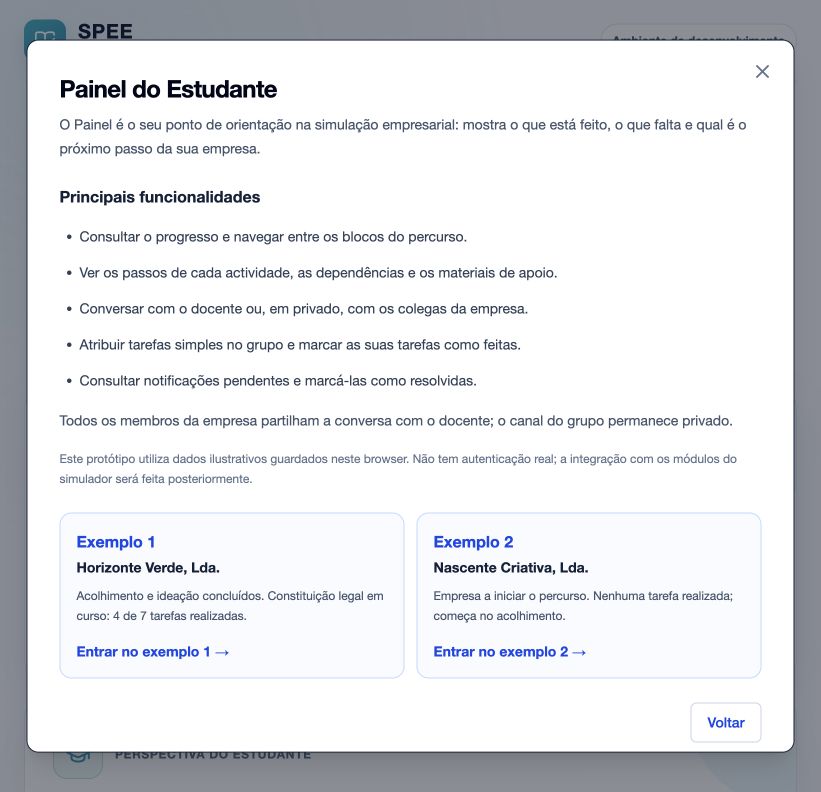 SPEE
Ambiente de desenvolvimento
Painel do Estudante
O Painel é o seu ponto de orientação na simulação empresarial: mostra o que está feito, o que falta e qual é o
próximo passo da sua empresa.
Principais funcionalidades
• Consultar o progresso e navegar entre os blocos do percurso.
• Ver os passos de cada actividade, as dependências e os materiais de apoio.
• Conversar com o docente ou, em privado, com os colegas da empresa.
• Atribuir tarefas simples no grupo e marcar as suas tarefas como feitas.
• Consultar notificações pendentes e marcá-las como resolvidas.
Todos os membros da empresa partilham a conversa com o docente; o canal do grupo permanece privado.
Este protótipo utiliza dados ilustrativos guardados neste browser. Não tem autenticação real; a integração com os módulos do
simulador será feita posteriormente.
Exemplo 1
Horizonte Verde, Lda.
Acolhimento e ideação concluídos. Constituição legal em
curso: 4 de 7 tarefas realizadas.
Entrar no exemplo 1 →
Exemplo 2
Nascente Criativa, Lda.
Empresa a iniciar o percurso. Nenhuma tarefa realizada;
começa no acolhimento.
Entrar no exemplo 2 →
Voltar
PERSPECTIVA DO ESTUDANTE